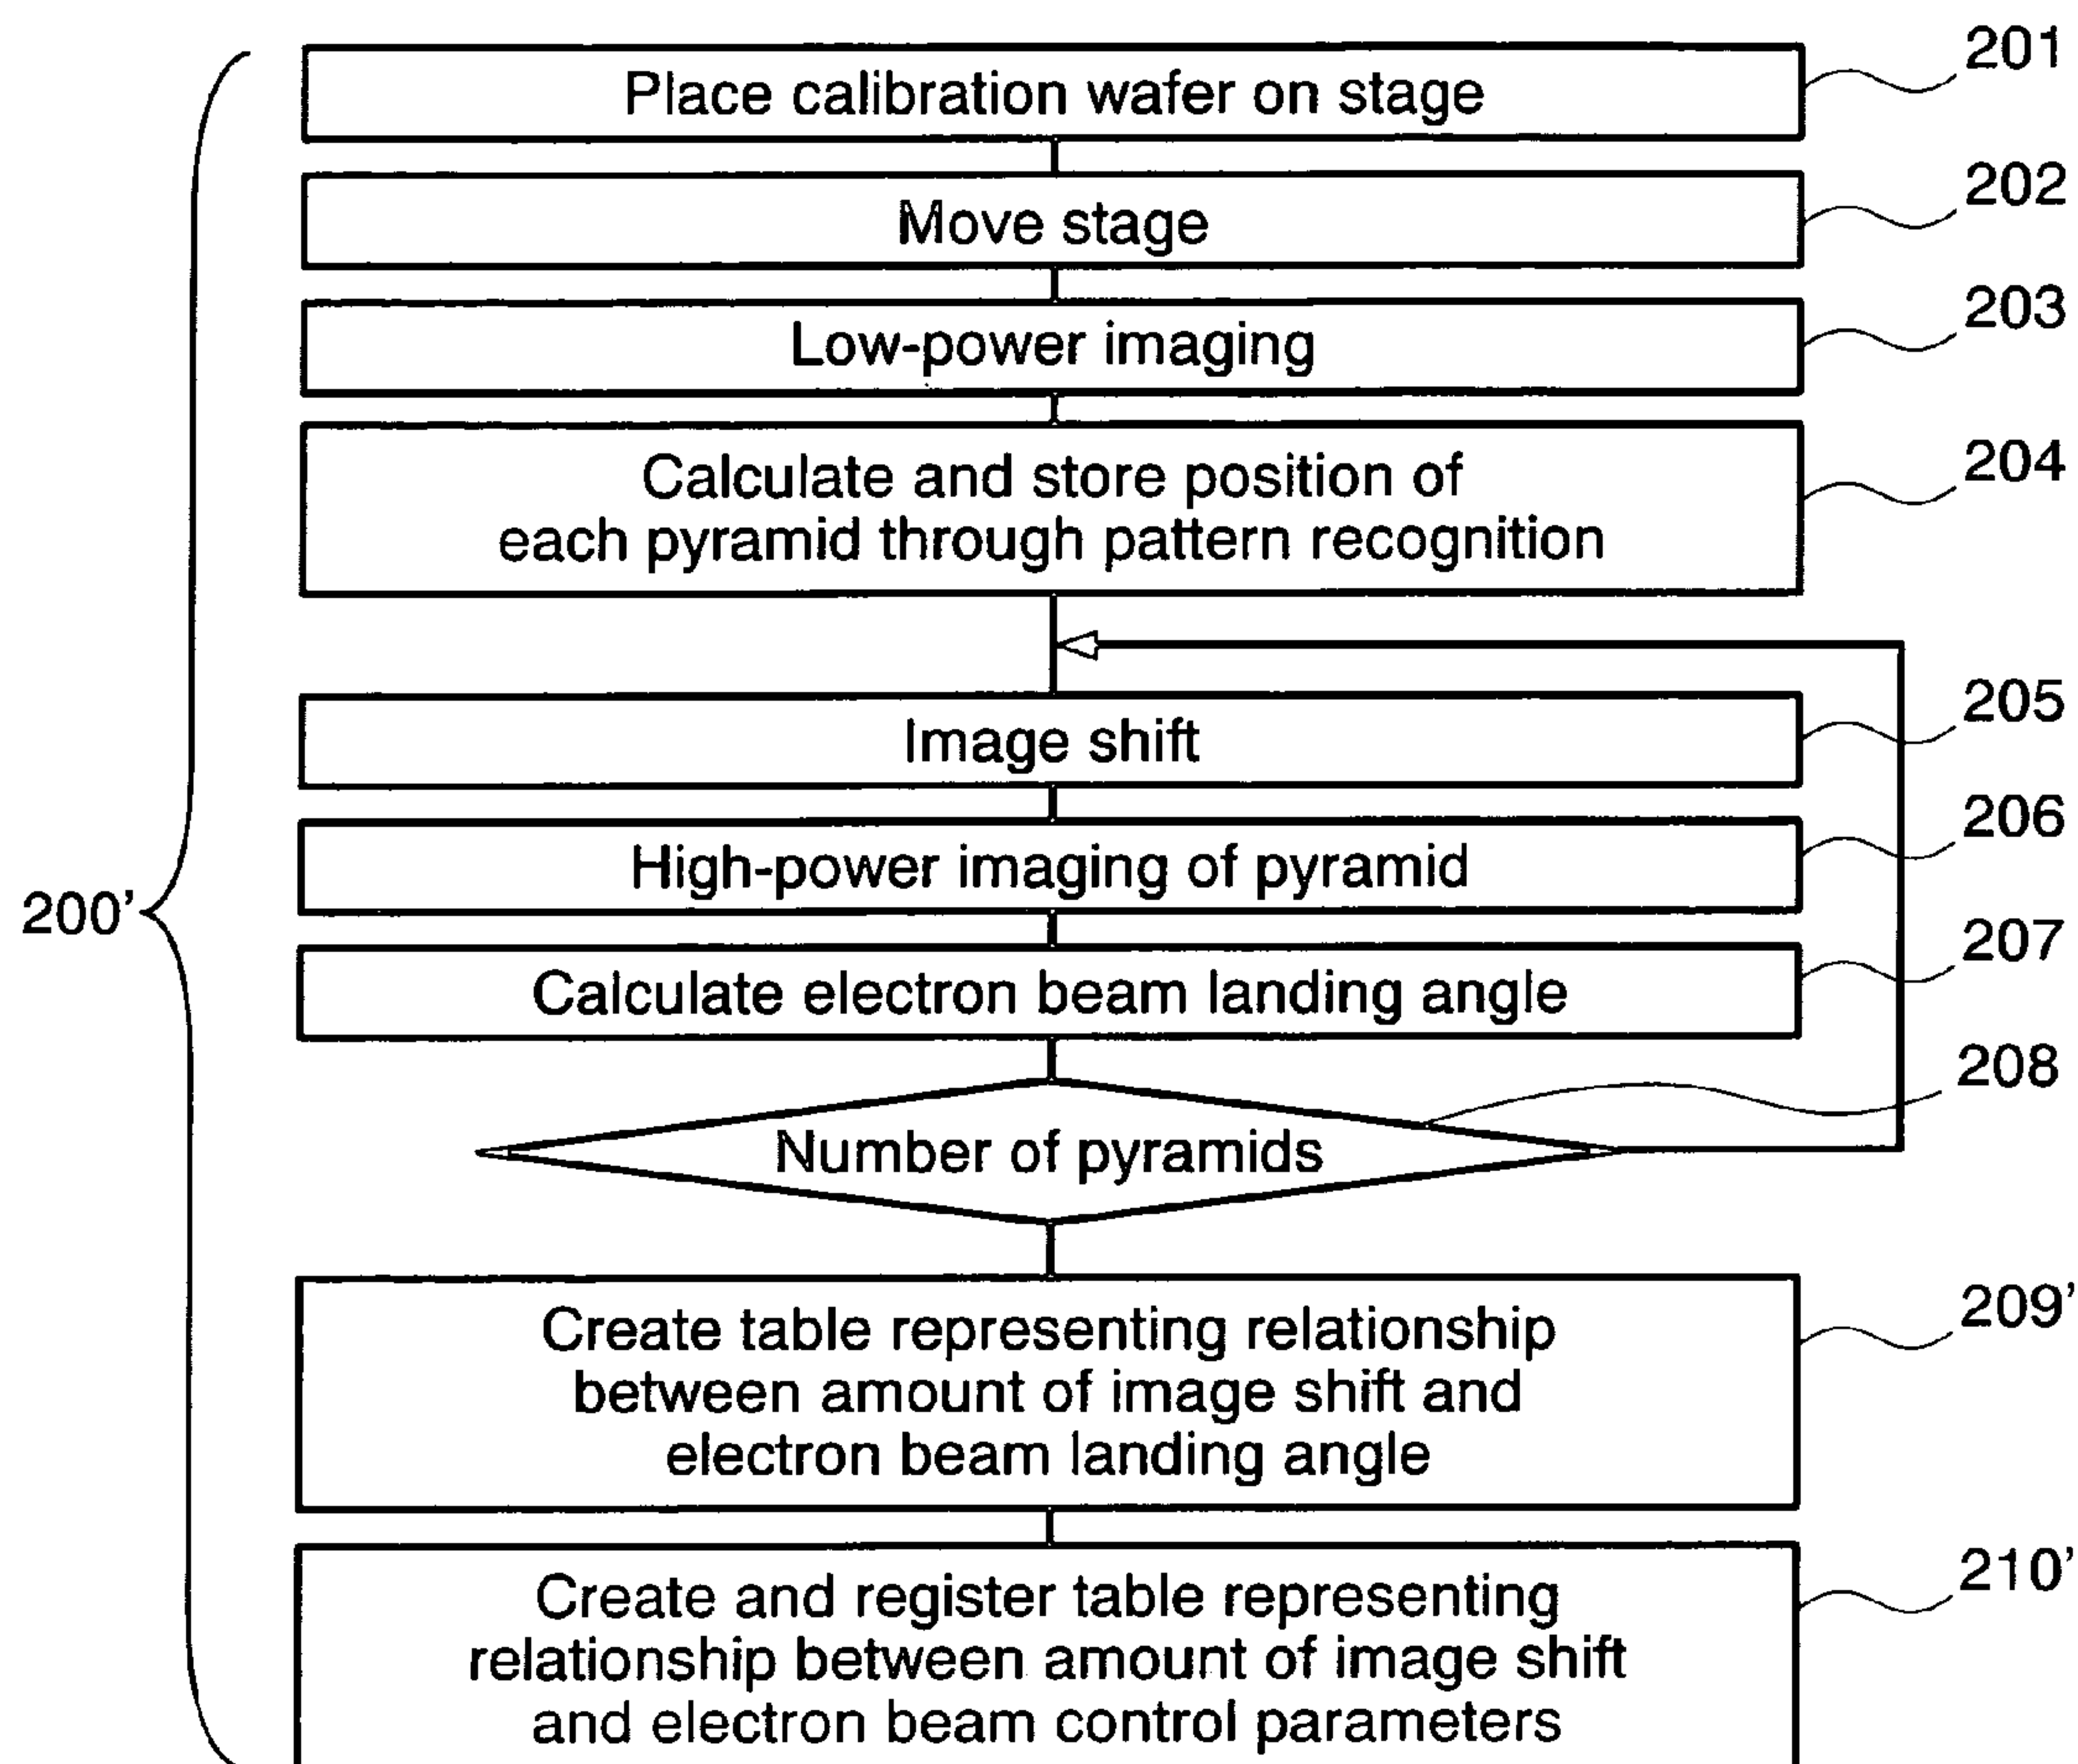 201
Place calibration wafer on stage
202
Move stage
203
Low-power imaging
204
Calculate and store position of
each pyramid through pattern recognition
205
Image shift
206
High-power imaging of pyramid
200'
207
Calculate electron beam landing angle
208
Number of pyramids
209'
Create table representing relationship
between amount of image shift and
electron beam landing angle
210'
Create and register table representing
relationship between amount of image shift
and electron beam control parameters